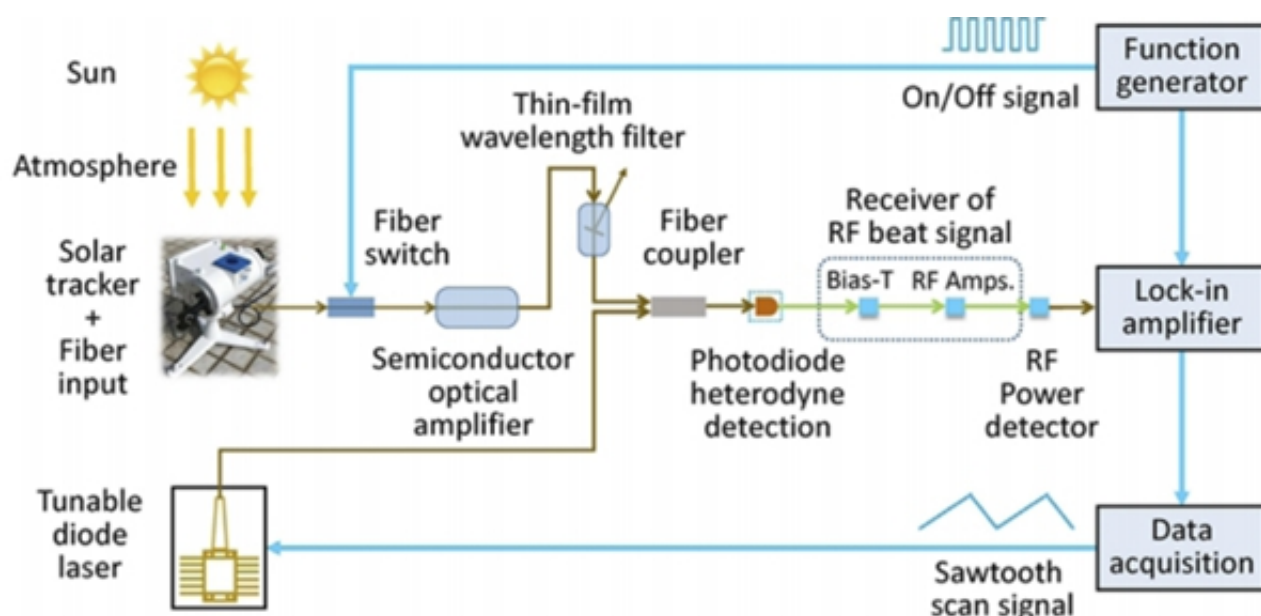 Sun
Atmosphere
Solar
tracker
+
Fiber
input
Fiber
switch
Thin-film
wavelength filter
Semiconductor
optical
amplifier
Fiber
coupler
Photodiode
heterodyne
detection
Receiver of
RF beat signal
Bias-T
RF Amps.
RF
Power
detector
On/Off signal
Function
generator
Lock-in
amplifier
Data
acquisition
Sawtooth
scan signal
Tunable
diode
laser